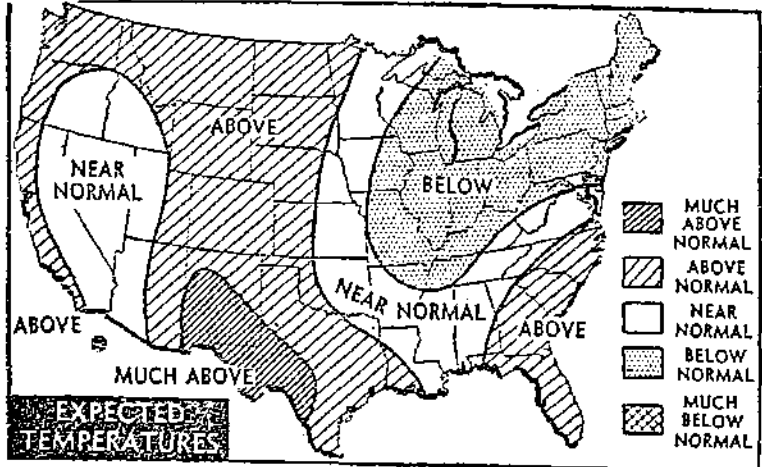 ABOVE
NEAR
NORMAL
BELOW
NEAR NORMAL
ABOVE
ABOVE
MUCH ABOVE
EXPECTED
TEMPERATURES
MUCH
ABOVE
NORMAL
ABOVE
NORMAL
NEAR
NORMAL
BELOW
NORMAL
MUCH
BELOW
NORMAL